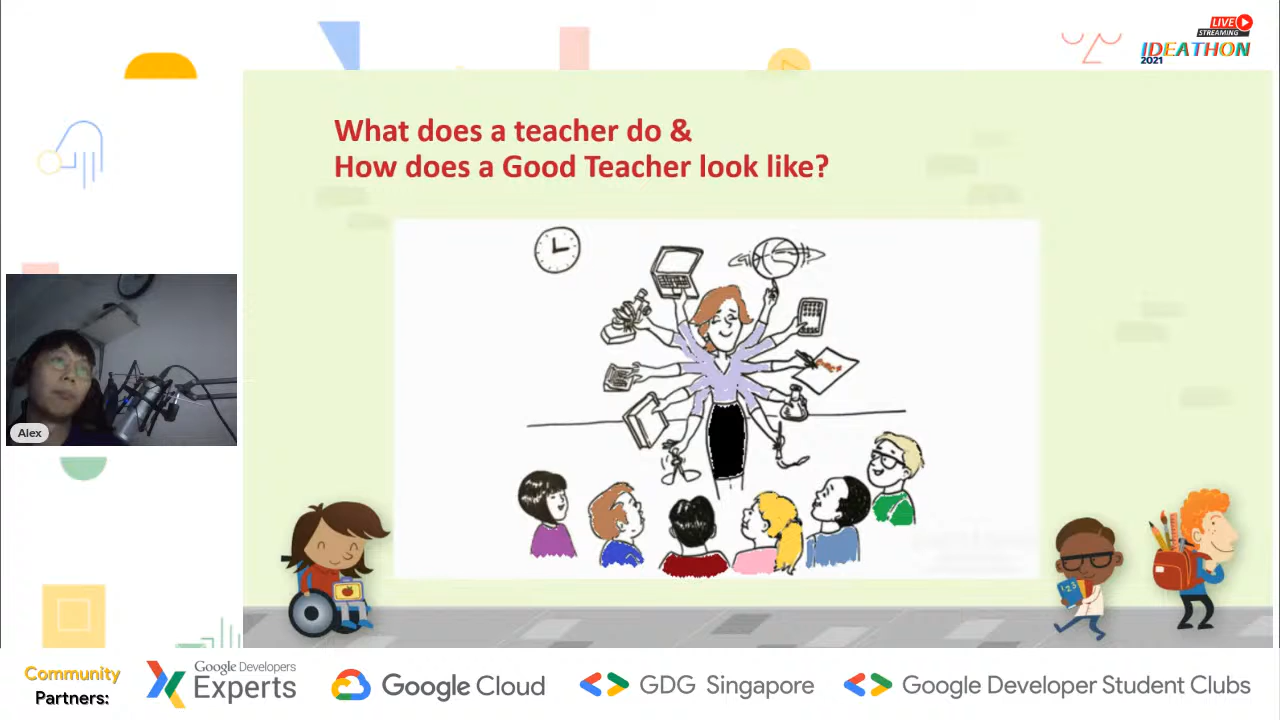 LIVE
STREAMING
IDEATHON
2021
What does a teacher do &
How does a Good Teacher look like?
Alex
123
Community
Partners:
Google Developers
Experts
Google Cloud
GDG Singapore
Google Developer Student Clubs